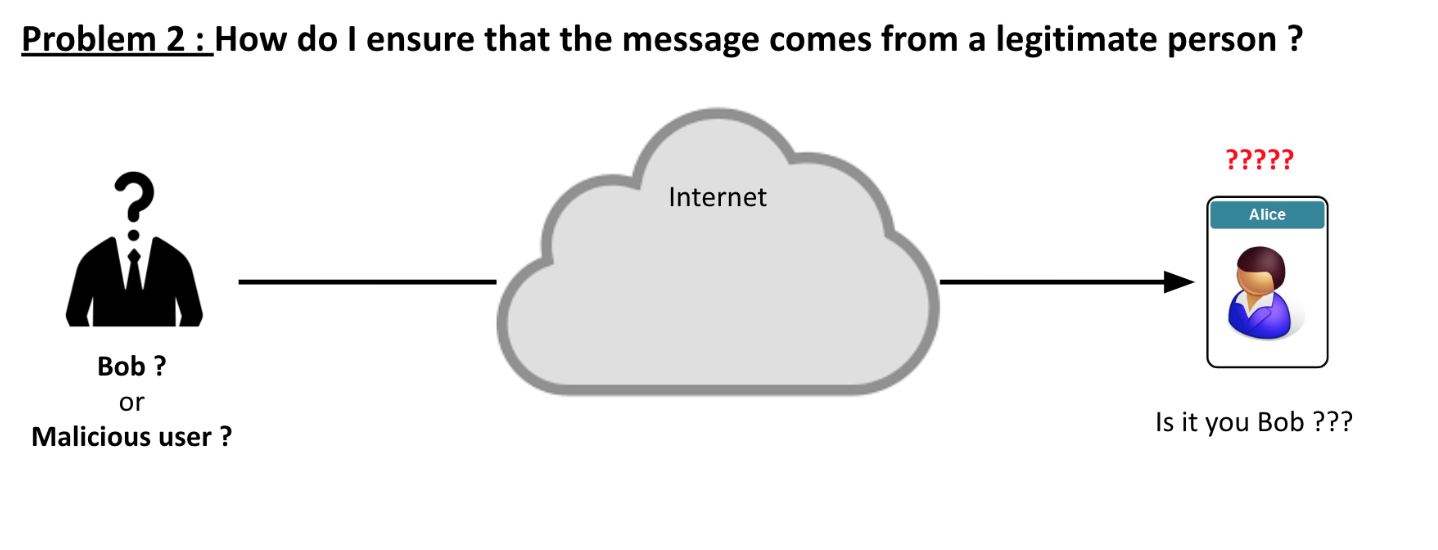 Problem 2 : How do I ensure that the message comes from a legitimate person ?
Internet
?????
Alice
Bob ?
or
Malicious user ?
Is it you Bob ???